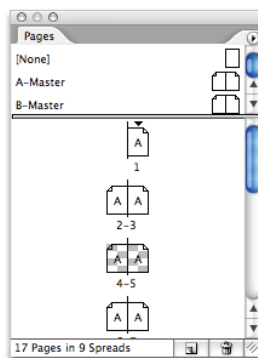 Pages
[None]
A-Master
B-Master
A
1
A A
2-3
A A
4-5
A A
17 Pages in 9 Spreads